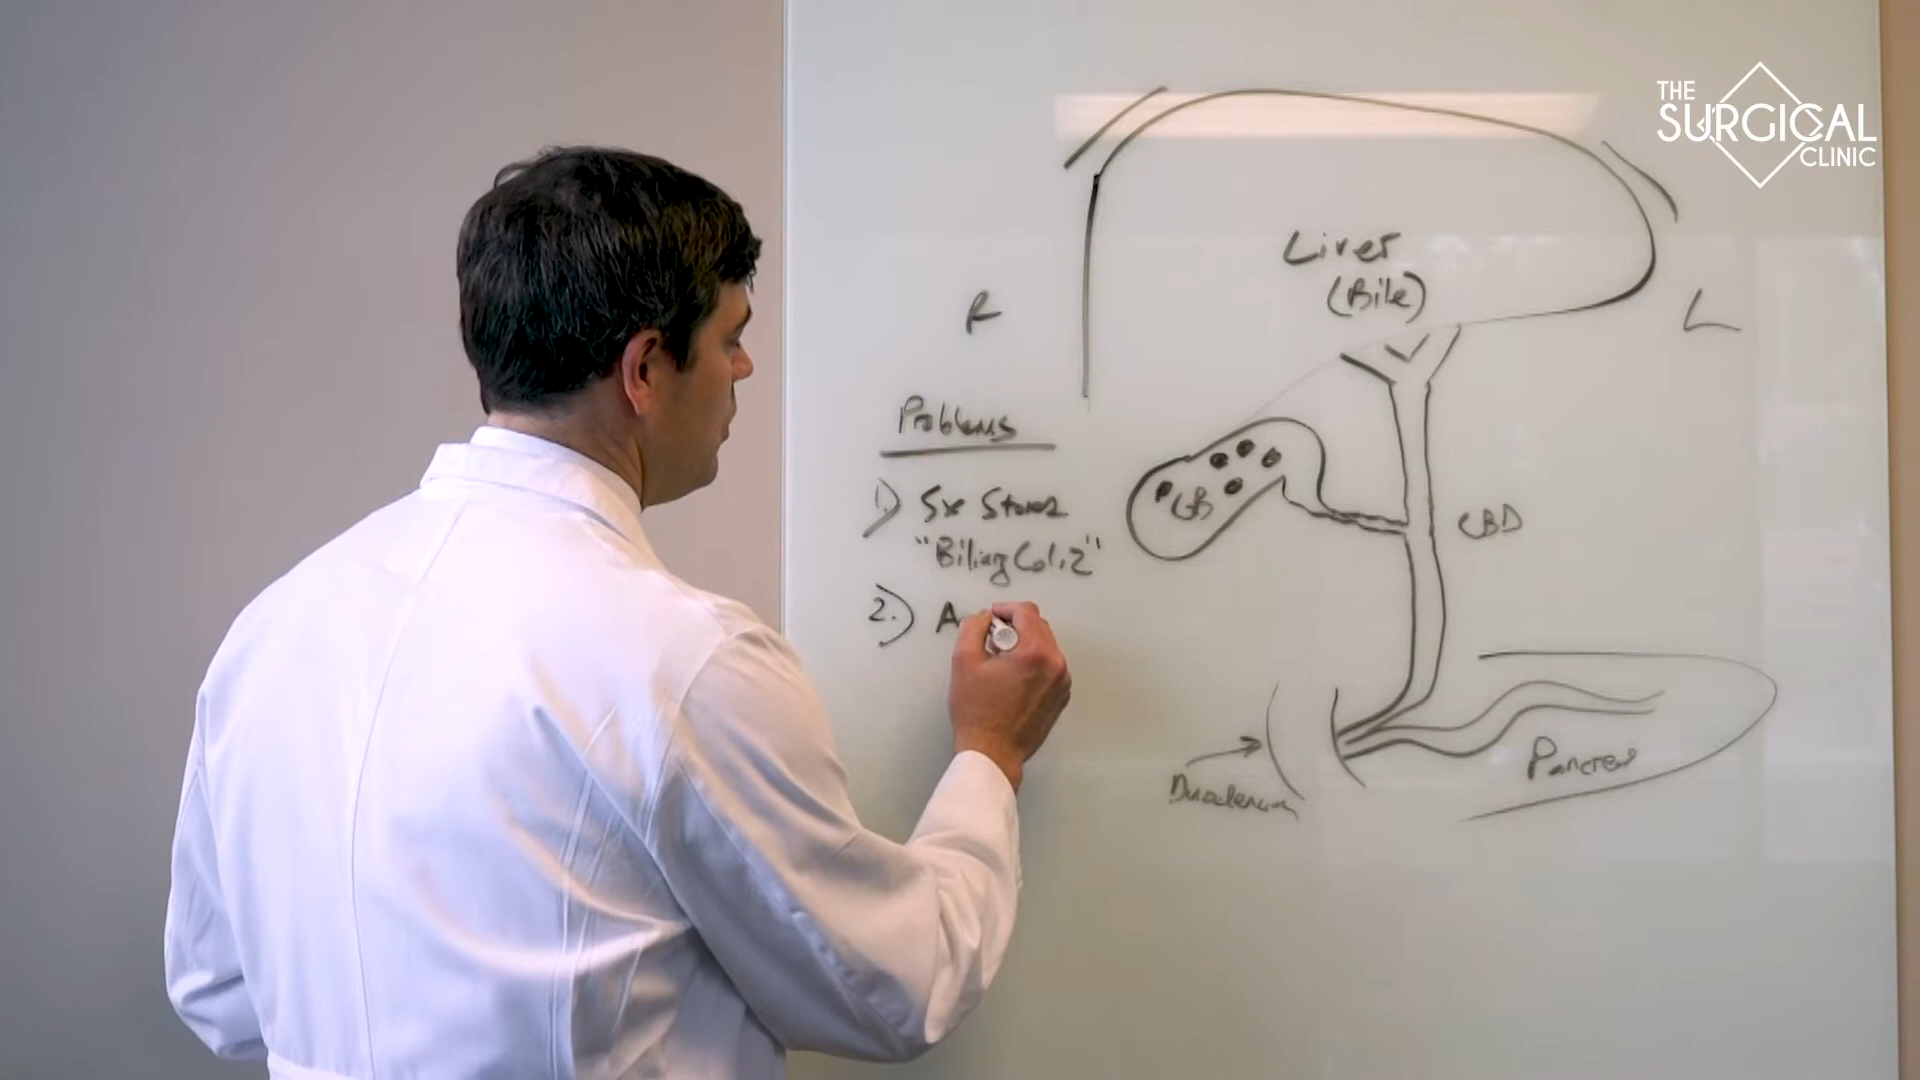 THE
SURGICAL
CLINIC
Liver
(Bile)
R
L
Problems
1.) Sx Stones
"Biliary Colic"
2.) A
GB
CBD
Duodenum
Pancreas